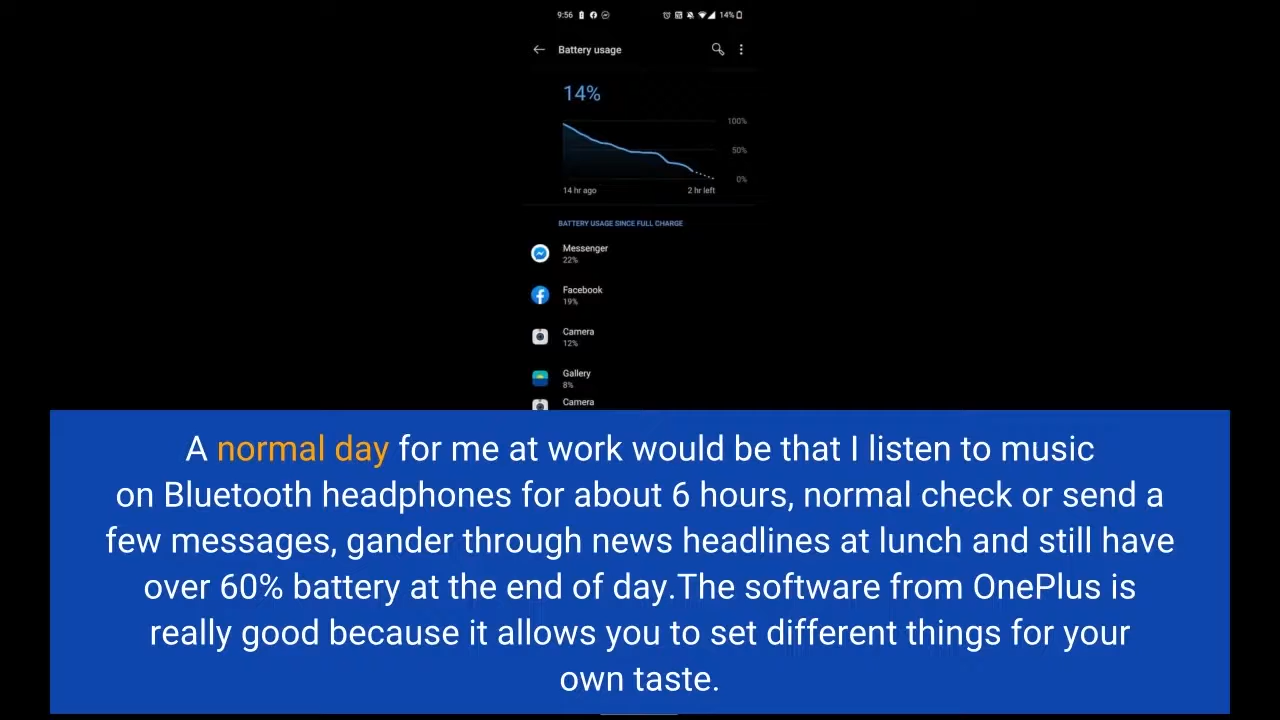 9:56 14%
Battery usage
14%
100%
50%
0%
14 hr ago 2 hr left
BATTERY USAGE SINCE FULL CHARGE
Messenger
22%
Facebook
19%
Camera
12%
Gallery
8%
Camera
A normal day for me at work would be that I listen to music
on Bluetooth headphones for about 6 hours, normal check or send a
few messages, gander through news headlines at lunch and still have
over 60% battery at the end of day.The software from OnePlus is
really good because it allows you to set different things for your
own taste.